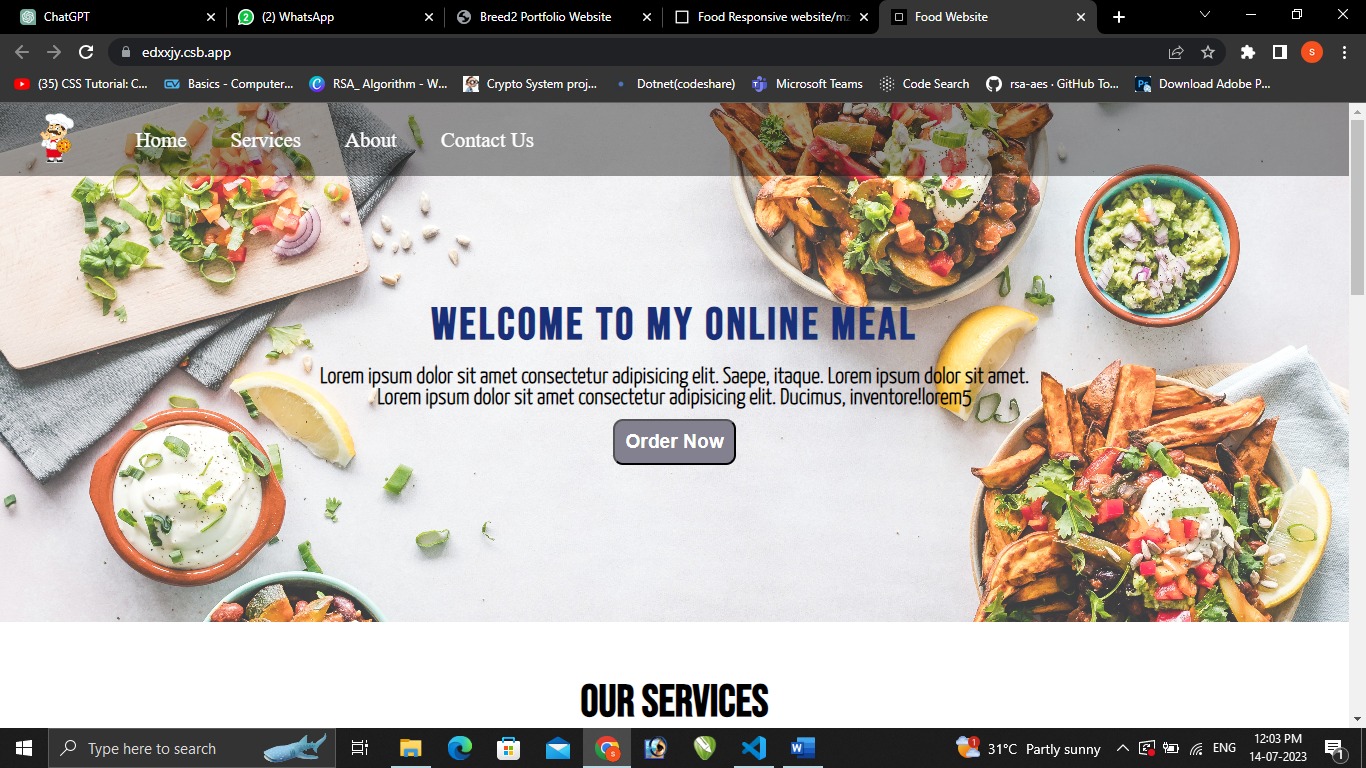 ChatGPT
(2) WhatsApp
Breed2 Portfolio Website
Food Responsive website/mz
Food Website
edxxjy.csb.app
S
(35) CSS Tutorial: C...
Basics - Computer...
RSA_ Algorithm - W...
Crypto System proj...
Dotnet(codeshare)
Microsoft Teams
Code Search
rsa-aes · GitHub To...
Download Adobe P...
Home
Services
About
Contact Us
WELCOME TO MY ONLINE MEAL
Lorem ipsum dolor sit amet consectetur adipisicing elit. Saepe, itaque. Lorem ipsum dolor sit amet.
Lorem ipsum dolor sit amet consectetur adipisicing elit. Ducimus, inventore!lorem5
Order Now
OUR SERVICES
Type here to search
31°C Partly sunny
ENG
12:03 PM
14-07-2023
1